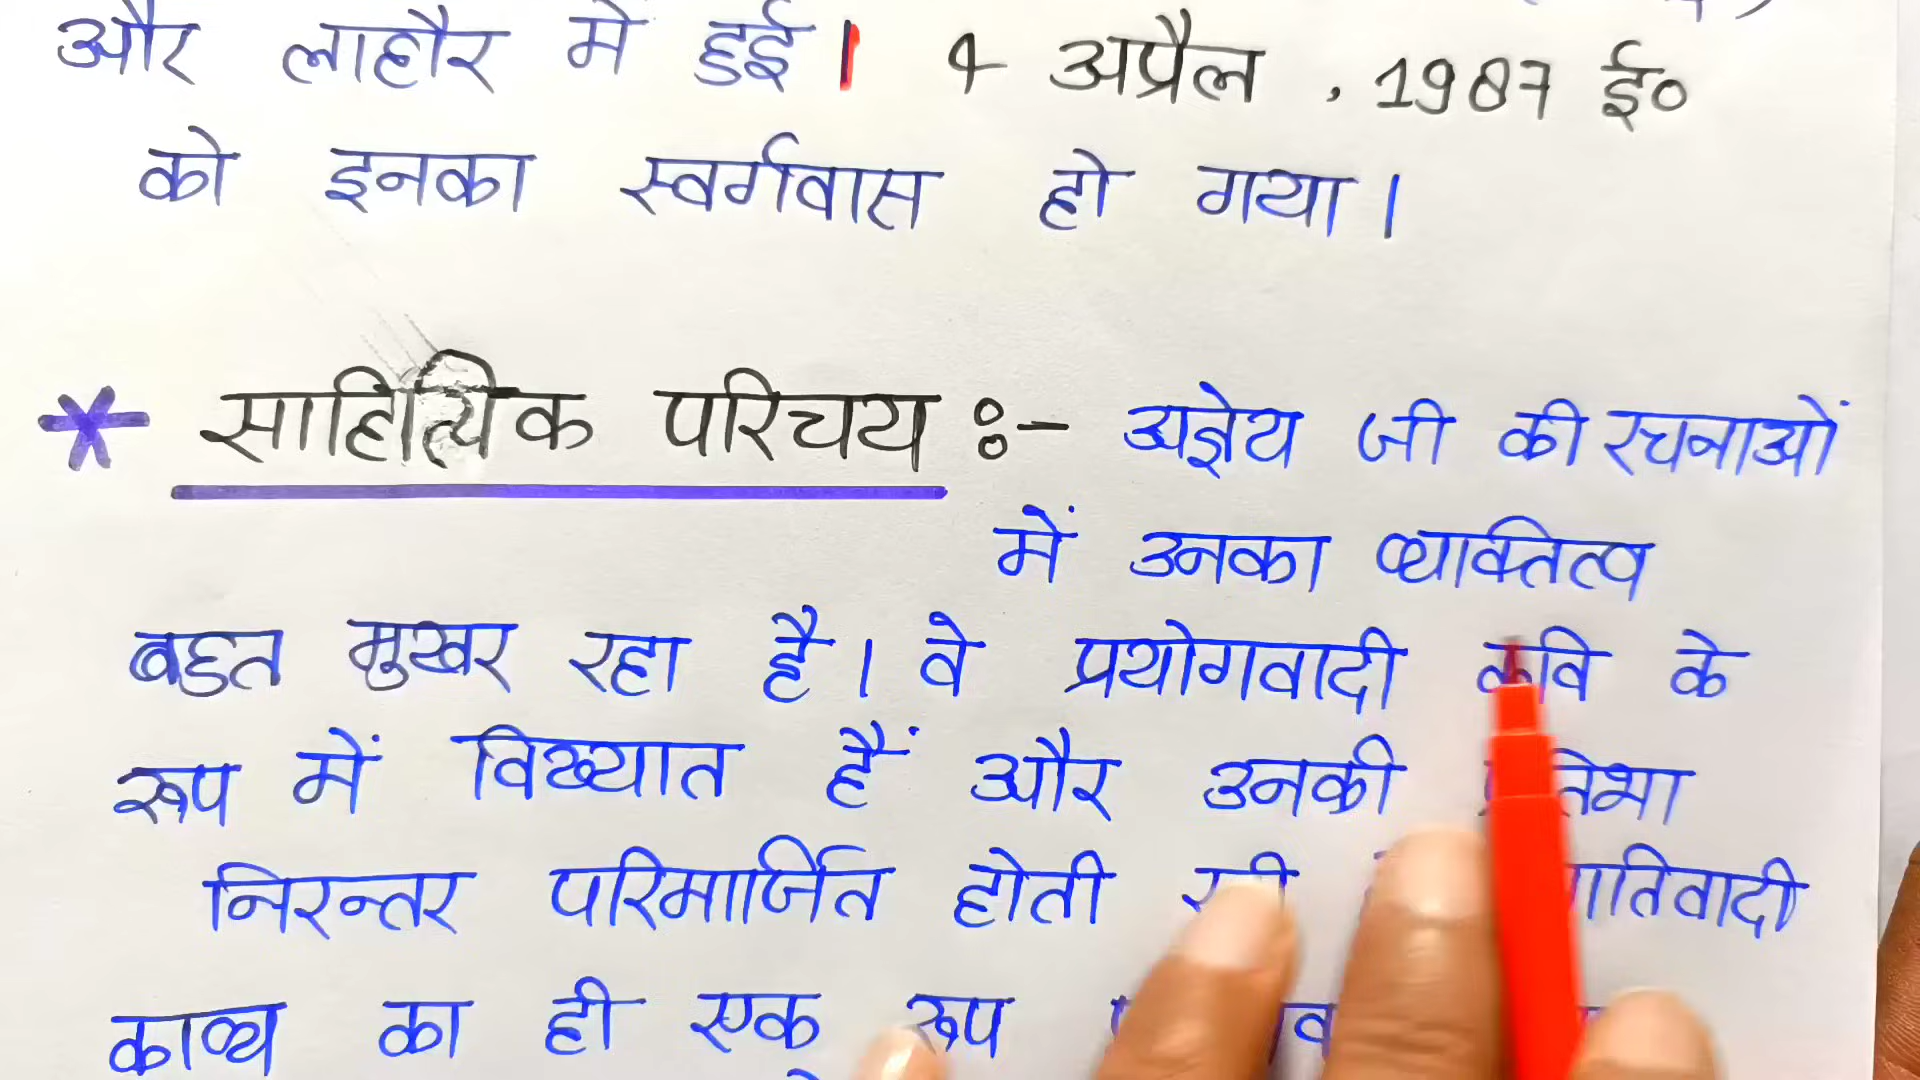 और लाहौर में हुई। 4 अप्रैल , 1987 ई०
को इनका स्वर्गवास हो गया।
* साहित्यिक परिचय :- अज्ञेय जी की रचनाओं
में उनका व्यक्तित्व
बहुत मुखर रहा है। वे प्रयोगवादी कवि के
रूप में विख्यात हैं और उनकी
निरन्तर परिमार्जित होती
काव्य का ही एक रूप